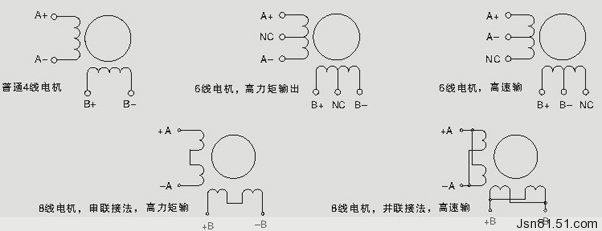 A+
A-
B+ B-
普通4线电机
A+
NC
A-
B+ NC B-
6线电机，高力矩输出
A+
A-
NC
B+ B- NC
6线电机，高速输
+A
-A
+B -B
8线电机，串联接法，高力矩输
+A
-A
+B -B
8线电机，并联接法，高速输
Jsn81.51.com